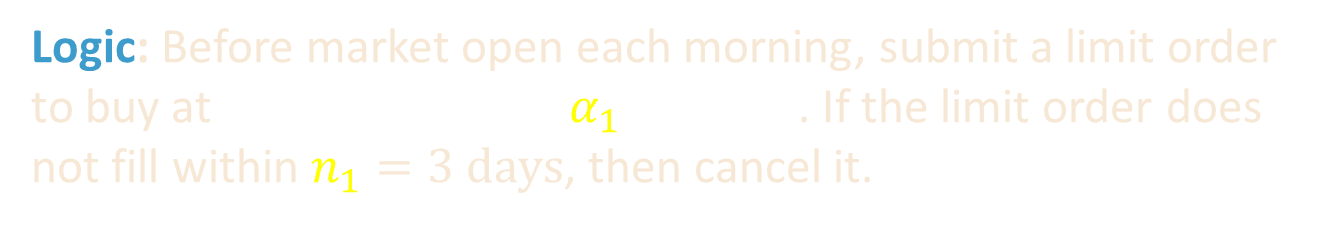 Logic: Before market open each morning, submit a limit order
to buy at α₁ . If the limit order does
not fill within n₁ = 3 days, then cancel it.